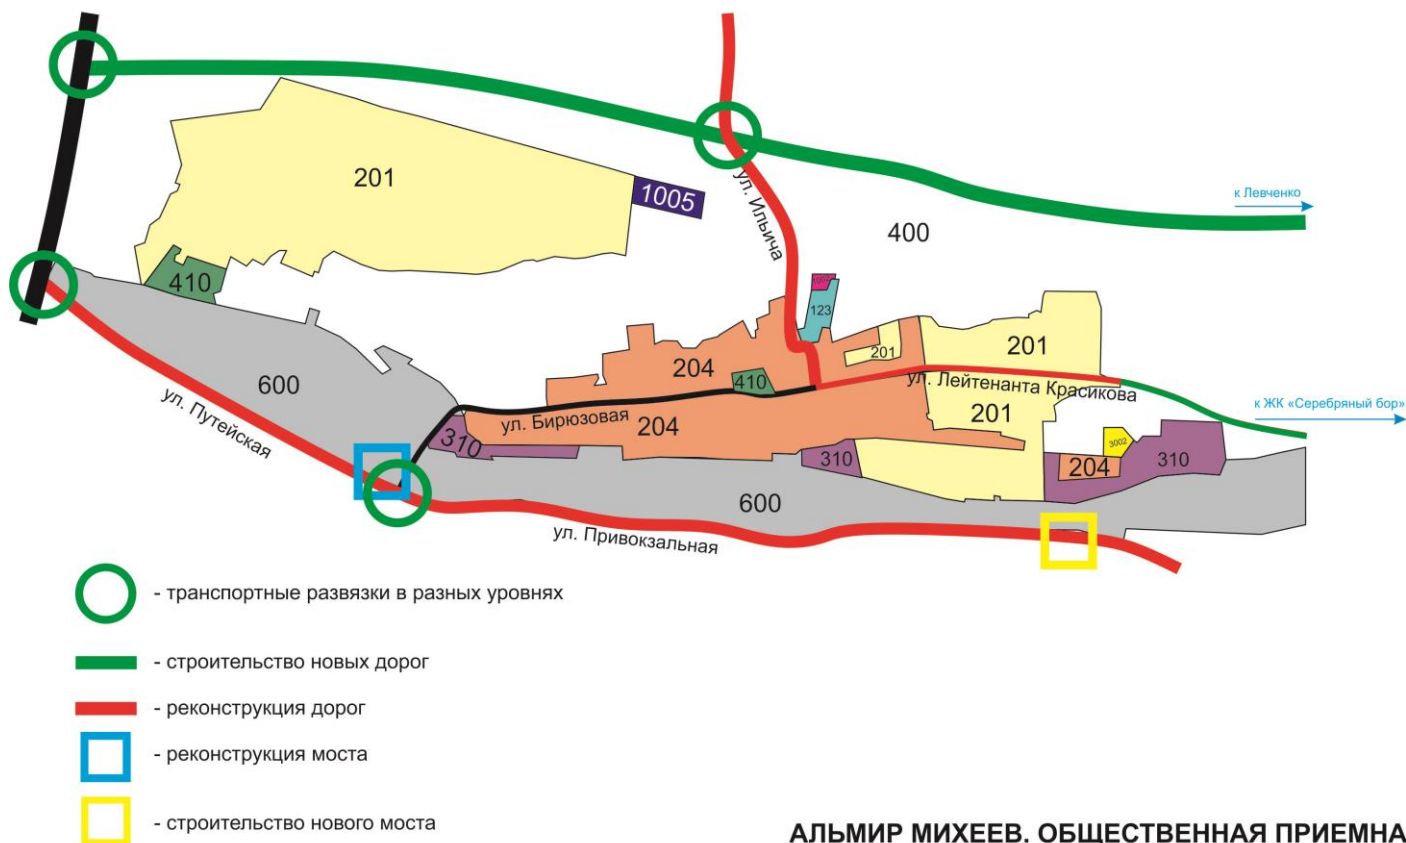 201
1005
ул. Ильича
к Левченко
400
410
123
204
201
201
600
410
ул. Лейтенанта Красикова
ул. Путейская
ул. Бирюзовая
204
201
к ЖК «Серебряный бор»
310
310
3002
204
310
600
ул. Привокзальная
- транспортные развязки в разных уровнях
- строительство новых дорог
- реконструкция дорог
- реконструкция моста
- строительство нового моста
АЛЬМИР МИХЕЕВ. ОБЩЕСТВЕННАЯ ПРИЕМНА